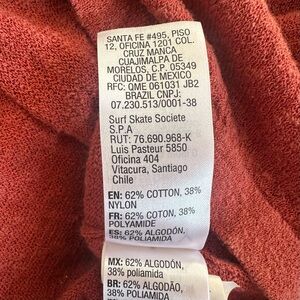 SANTA FE #495, PISO
12, OFICINA 1201 COL.
CRUZ MANCA
CUAJIMALPA DE
MORELOS, C.P. 05349
CIUDAD DE MEXICO
RFC: QME 061031 JB2
BRAZIL CNPJ:
07.230.513/0001-38
Surf Skate Societe
S.P.A
RUT: 76.690.968-K
Luis Pasteur 5850
Oficina 404
Vitacura, Santiago
Chile
EN: 62% COTTON, 38%
NYLON
FR: 62% COTON, 38%
POLYAMIDE
ES: 62% ALGODÓN,
38% POLIAMIDA
MX: 62% ALGODÓN,
38% poliamida
BR: 62% ALGODÃO,
38% POLIAMIDA